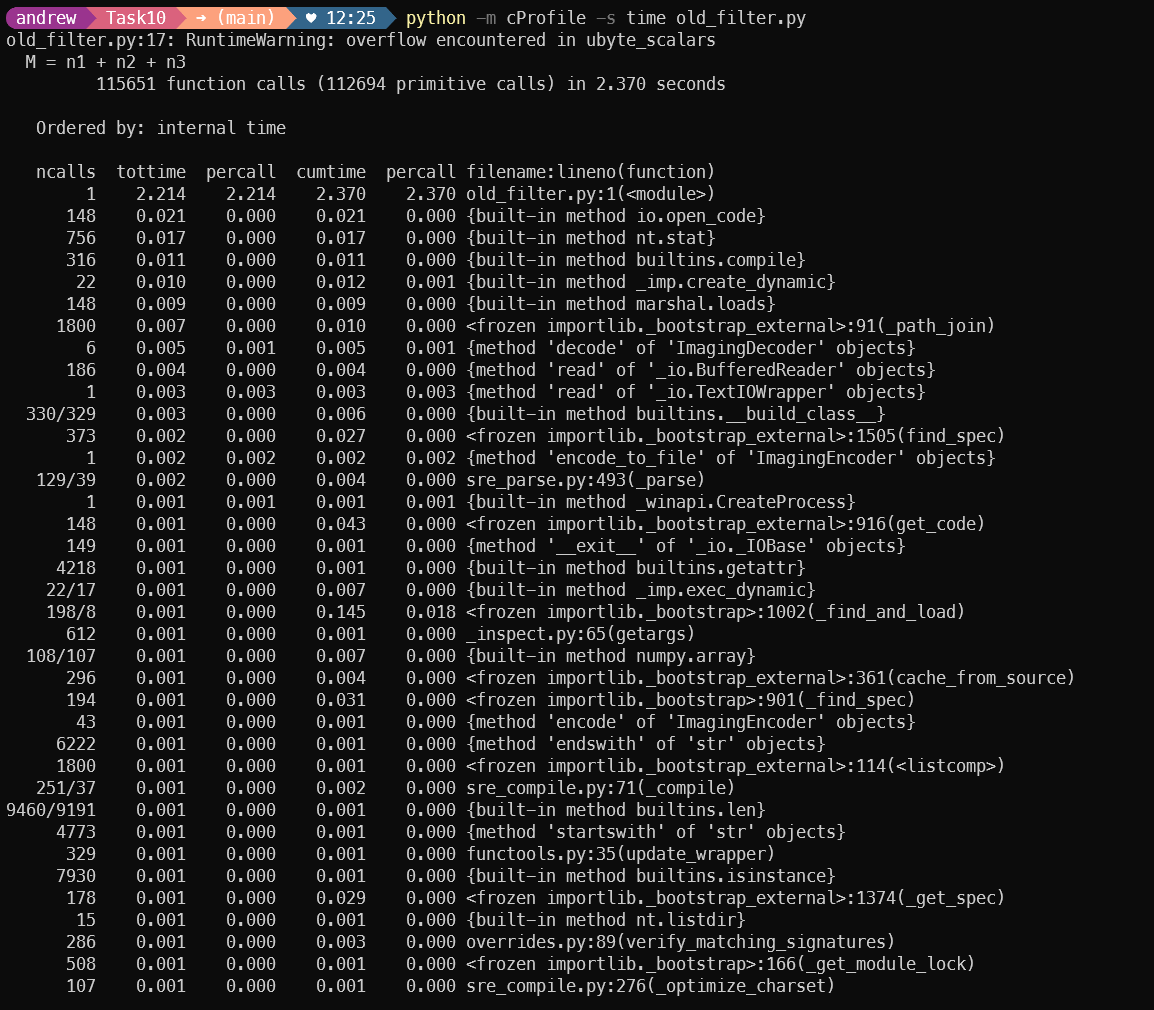 andrew Task10 → (main) ♥ 12:25 python -m cProfile -s time old_filter.py
old_filter.py:17: RuntimeWarning: overflow encountered in ubyte_scalars
  M = n1 + n2 + n3
         115651 function calls (112694 primitive calls) in 2.370 seconds

   Ordered by: internal time

   ncalls  tottime  percall  cumtime  percall filename:lineno(function)
        1    2.214    2.214    2.370    2.370 old_filter.py:1(<module>)
      148    0.021    0.000    0.021    0.000 {built-in method io.open_code}
      756    0.017    0.000    0.017    0.000 {built-in method nt.stat}
      316    0.011    0.000    0.011    0.000 {built-in method builtins.compile}
       22    0.010    0.000    0.012    0.001 {built-in method _imp.create_dynamic}
      148    0.009    0.000    0.009    0.000 {built-in method marshal.loads}
     1800    0.007    0.000    0.010    0.000 <frozen importlib._bootstrap_external>:91(_path_join)
        6    0.005    0.001    0.005    0.001 {method 'decode' of 'ImagingDecoder' objects}
      186    0.004    0.000    0.004    0.000 {method 'read' of '_io.BufferedReader' objects}
        1    0.003    0.003    0.003    0.003 {method 'read' of '_io.TextIOWrapper' objects}
  330/329    0.003    0.000    0.006    0.000 {built-in method builtins.__build_class__}
      373    0.002    0.000    0.027    0.000 <frozen importlib._bootstrap_external>:1505(find_spec)
        1    0.002    0.002    0.002    0.002 {method 'encode_to_file' of 'ImagingEncoder' objects}
   129/39    0.002    0.000    0.004    0.000 sre_parse.py:493(_parse)
        1    0.001    0.001    0.001    0.001 {built-in method _winapi.CreateProcess}
      148    0.001    0.000    0.043    0.000 <frozen importlib._bootstrap_external>:916(get_code)
      149    0.001    0.000    0.001    0.000 {method '__exit__' of '_io._IOBase' objects}
     4218    0.001    0.000    0.001    0.000 {built-in method builtins.getattr}
    22/17    0.001    0.000    0.007    0.000 {built-in method _imp.exec_dynamic}
    198/8    0.001    0.000    0.145    0.018 <frozen importlib._bootstrap>:1002(_find_and_load)
      612    0.001    0.000    0.001    0.000 _inspect.py:65(getargs)
  108/107    0.001    0.000    0.007    0.000 {built-in method numpy.array}
      296    0.001    0.000    0.004    0.000 <frozen importlib._bootstrap_external>:361(cache_from_source)
      194    0.001    0.000    0.031    0.000 <frozen importlib._bootstrap>:901(_find_spec)
       43    0.001    0.000    0.001    0.000 {method 'encode' of 'ImagingEncoder' objects}
     6222    0.001    0.000    0.001    0.000 {method 'endswith' of 'str' objects}
     1800    0.001    0.000    0.001    0.000 <frozen importlib._bootstrap_external>:114(<listcomp>)
   251/37    0.001    0.000    0.002    0.000 sre_compile.py:71(_compile)
9460/9191    0.001    0.000    0.001    0.000 {built-in method builtins.len}
     4773    0.001    0.000    0.001    0.000 {method 'startswith' of 'str' objects}
      329    0.001    0.000    0.001    0.000 functools.py:35(update_wrapper)
     7930    0.001    0.000    0.001    0.000 {built-in method builtins.isinstance}
      178    0.001    0.000    0.029    0.000 <frozen importlib._bootstrap_external>:1374(_get_spec)
       15    0.001    0.000    0.001    0.000 {built-in method nt.listdir}
      286    0.001    0.000    0.003    0.000 overrides.py:89(verify_matching_signatures)
      508    0.001    0.000    0.001    0.000 <frozen importlib._bootstrap>:166(_get_module_lock)
      107    0.001    0.000    0.001    0.000 sre_compile.py:276(_optimize_charset)